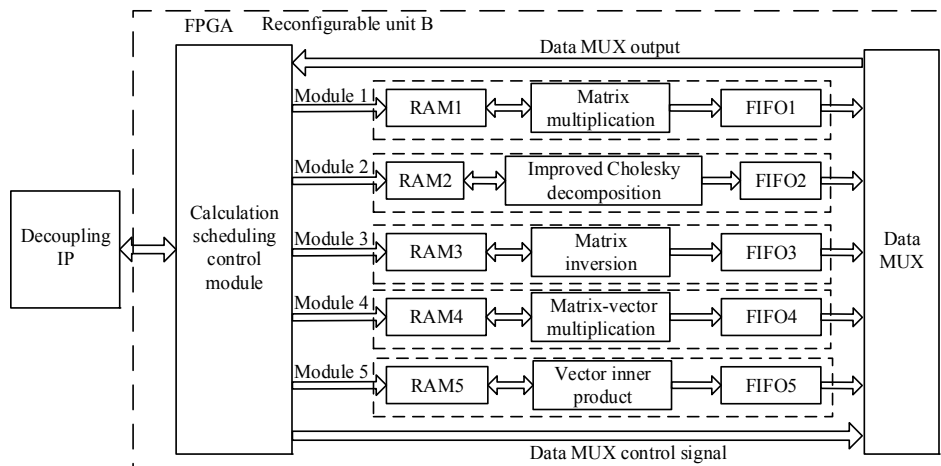 FPGA
Reconfigurable unit B
Data MUX output
Module 1
RAM1
Matrix
multiplication
FIFO1
Module 2
RAM2
Improved Cholesky
decomposition
FIFO2
Decoupling
IP
Calculation
scheduling
control
module
Module 3
RAM3
Matrix
inversion
FIFO3
Data
MUX
Module 4
RAM4
Matrix-vector
multiplication
FIFO4
Module 5
RAM5
Vector inner
product
FIFO5
Data MUX control signal